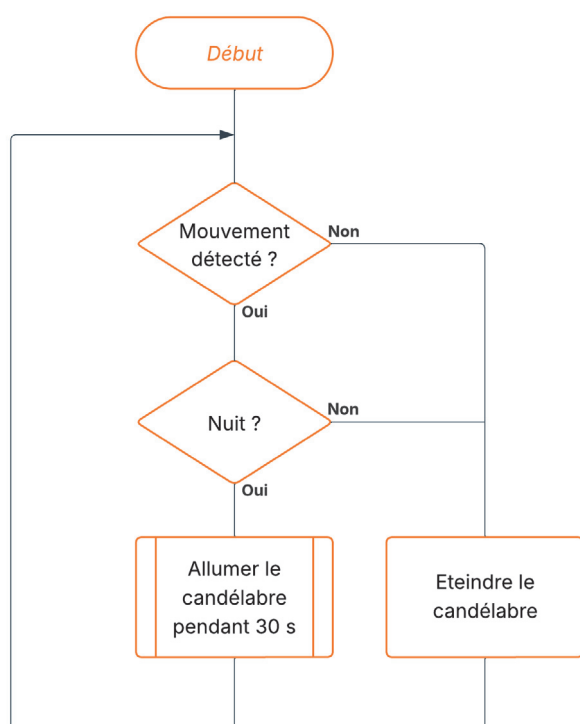 Début
Mouvement
détecté ?
Non
Oui
Nuit ?
Non
Oui
Allumer le
candélabre
pendant 30 s
Eteindre le
candélabre